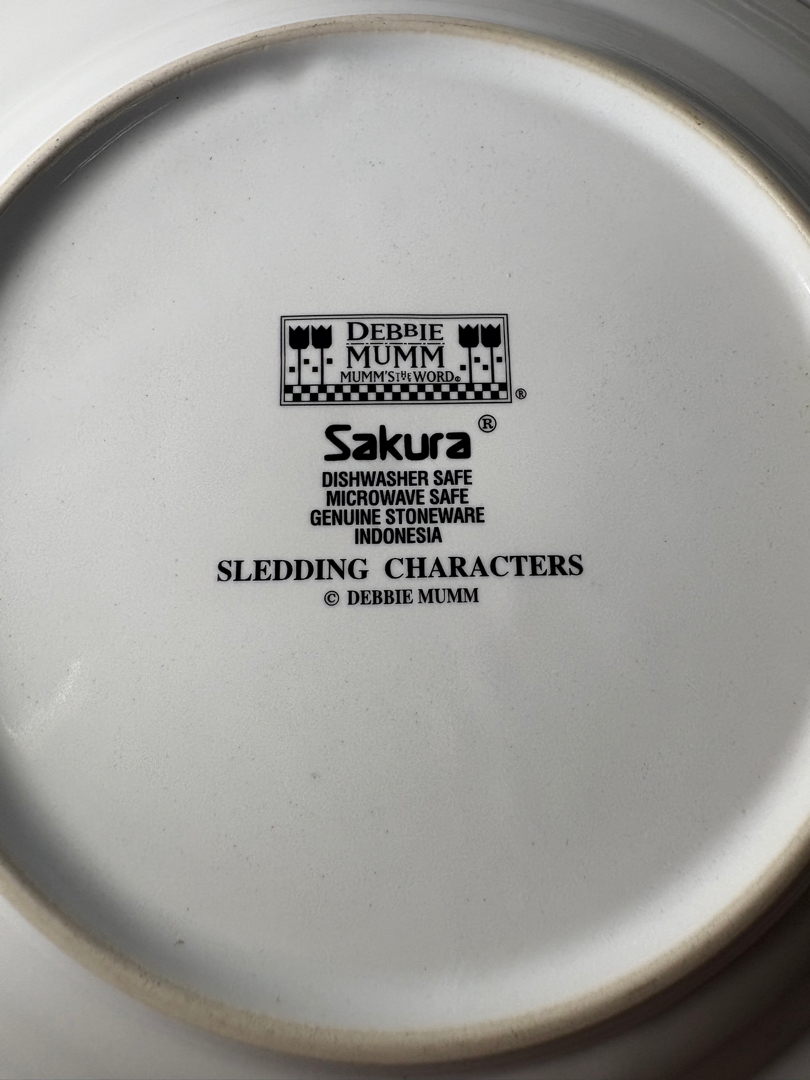 DEBBIE
MUMM
MUMM'S THE WORD®
®
Sakura®
DISHWASHER SAFE
MICROWAVE SAFE
GENUINE STONEWARE
INDONESIA
SLEDDING CHARACTERS
© DEBBIE MUMM